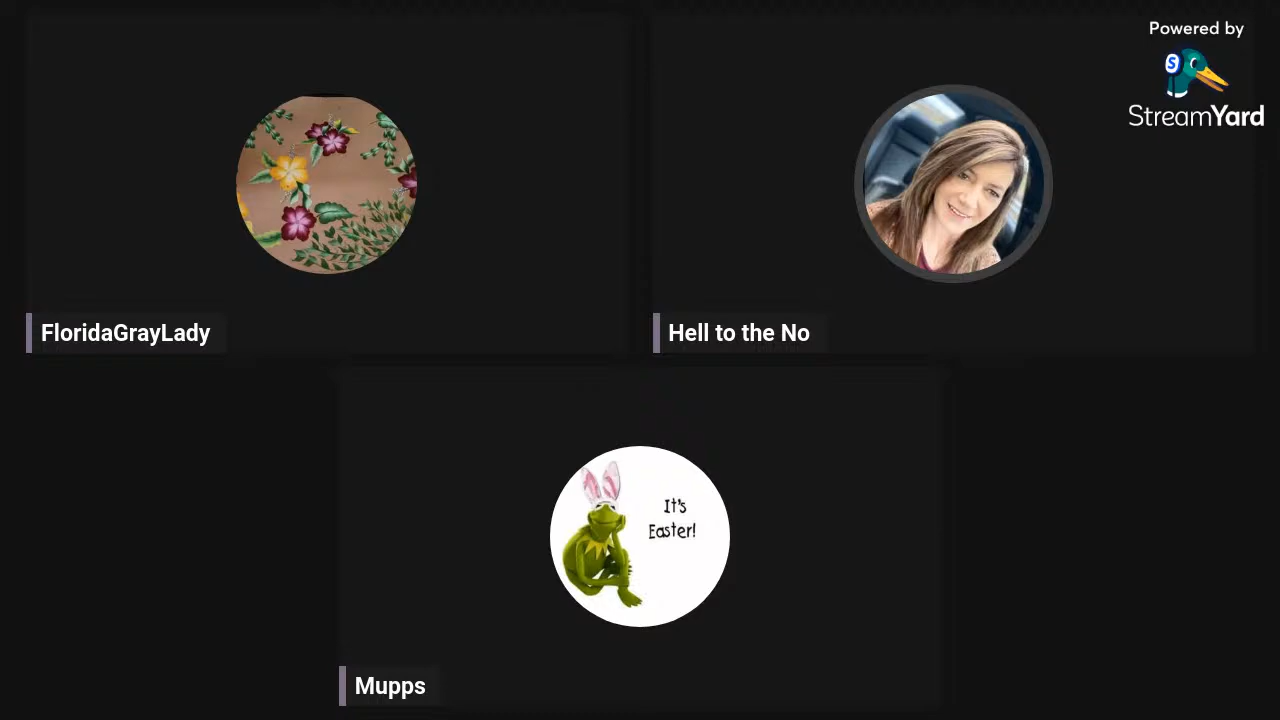 Powered by
StreamYard
FloridaGrayLady
Hell to the No
It's
Easter!
Mupps